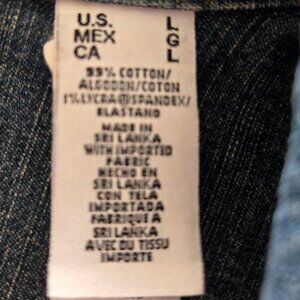 U.S. L
MEX G
CA L
99% COTTON/
ALGODON/COTON
1% LYCRA®SPANDEX/
ELASTANO
MADE IN
SRI LANKA
WITH IMPORTED
FABRIC
HECHO EN
SRI LANKA
CON TELA
IMPORTADA
FABRIQUE A
SRI LANKA
AVEC DU TISSU
IMPORTE